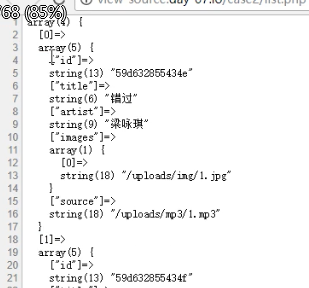 768 (85%)
view-source:day-07.io/case2/list.php
1 array(4) {
2 [0]=>
3 array(5) {
4 ["id"]=>
5 string(13) "59d632855434e"
6 ["title"]=>
7 string(6) "错过"
8 ["artist"]=>
9 string(9) "梁咏琪"
10 ["images"]=>
11 array(1) {
12 [0]=>
13 string(18) "/uploads/img/1.jpg"
14 }
15 ["source"]=>
16 string(18) "/uploads/mp3/1.mp3"
17 }
18 [1]=>
19 array(5) {
20 ["id"]=>
21 string(13) "59d632855434f"